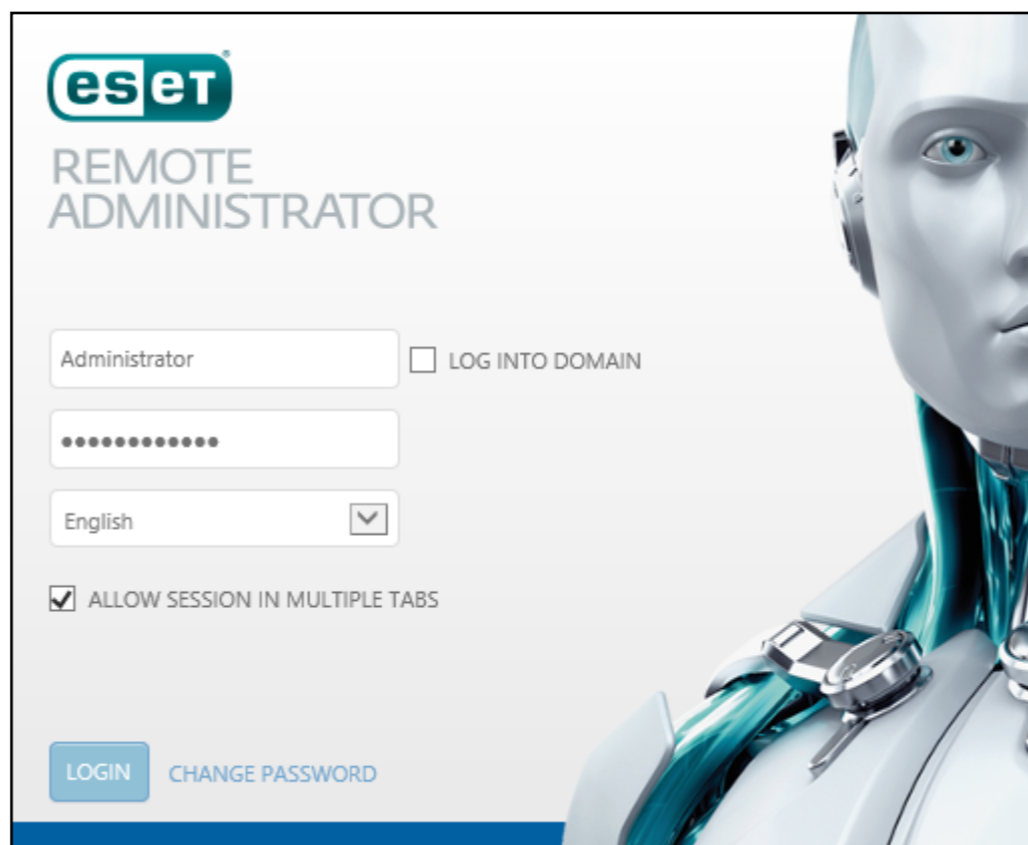 eset®
REMOTE
ADMINISTRATOR
Administrator
LOG INTO DOMAIN
••••••••••••
English
ALLOW SESSION IN MULTIPLE TABS
LOGIN
CHANGE PASSWORD